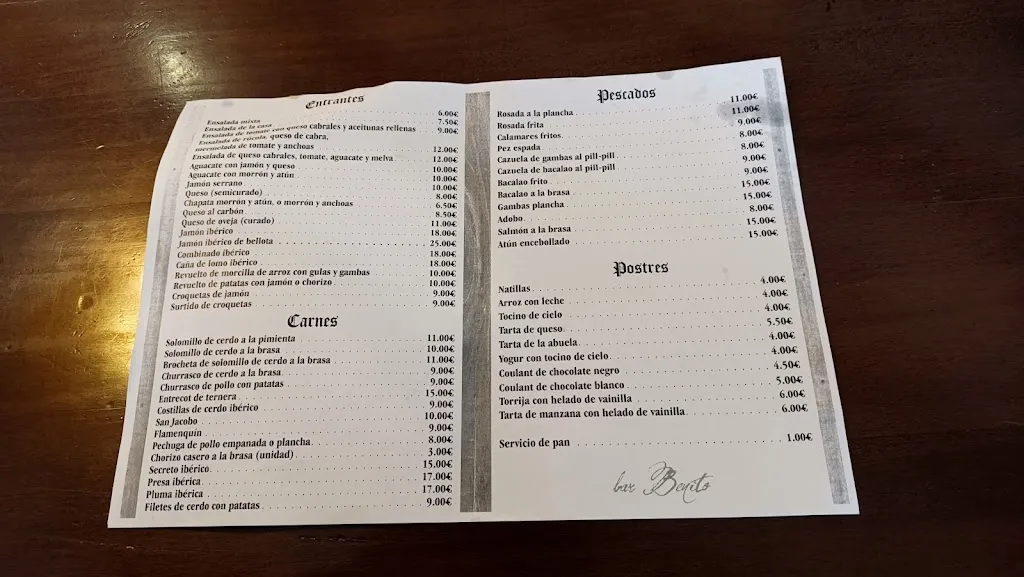 Entrantes
Ensalada mixta 6.00€
Ensalada de la casa 7.50€
Ensalada de tomate con queso cabrales y aceitunas rellenas 9.00€
Ensalada de rúcula, queso de cabra,
mermelada de tomate y anchoas 12.00€
Ensalada de queso cabrales, tomate, aguacate y melva 12.00€
Aguacate con jamón y queso 10.00€
Aguacate con morrón y atún 10.00€
Jamón serrano 10.00€
Queso (semicurado) 8.00€
Chapata morrón y atún, o morrón y anchoas 6.50€
Queso al carbón 8.50€
Queso de oveja (curado) 11.00€
Jamón ibérico 18.00€
Jamón ibérico de bellota 25.00€
Combinado ibérico 18.00€
Caña de lomo ibérico 18.00€
Revuelto de morcilla de arroz con gulas y gambas 10.00€
Revuelto de patatas con jamón o chorizo 10.00€
Croquetas de jamón 9.00€
Surtido de croquetas 9.00€
Carnes
Solomillo de cerdo a la pimienta 11.00€
Solomillo de cerdo a la brasa 10.00€
Brocheta de solomillo de cerdo a la brasa 11.00€
Churrasco de cerdo a la brasa 9.00€
Churrasco de pollo con patatas 9.00€
Entrecot de ternera 15.00€
Costillas de cerdo ibérico 9.00€
San Jacobo 10.00€
Flamenquín 9.00€
Pechuga de pollo empanada o plancha 8.00€
Chorizo casero a la brasa (unidad) 3.00€
Secreto ibérico 15.00€
Presa ibérica 17.00€
Pluma ibérica 17.00€
Filetes de cerdo con patatas 9.00€
Pescados
Rosada a la plancha 11.00€
Rosada frita 11.00€
Calamares fritos 9.00€
Pez espada 8.00€
Cazuela de gambas al pill-pill 8.00€
Cazuela de bacalao al pill-pill 9.00€
Bacalao frito 9.00€
Bacalao a la brasa 15.00€
Gambas plancha 15.00€
Adobo 8.00€
Salmón a la brasa 15.00€
Atún encebollado 15.00€
Postres
Natillas 4.00€
Arroz con leche 4.00€
Tocino de cielo 4.00€
Tarta de queso 5.50€
Tarta de la abuela 4.00€
Yogur con tocino de cielo 4.00€
Coulant de chocolate negro 4.50€
Coulant de chocolate blanco 5.00€
Torrija con helado de vainilla 6.00€
Tarta de manzana con helado de vainilla 6.00€
Servicio de pan 1.00€
bar Benito